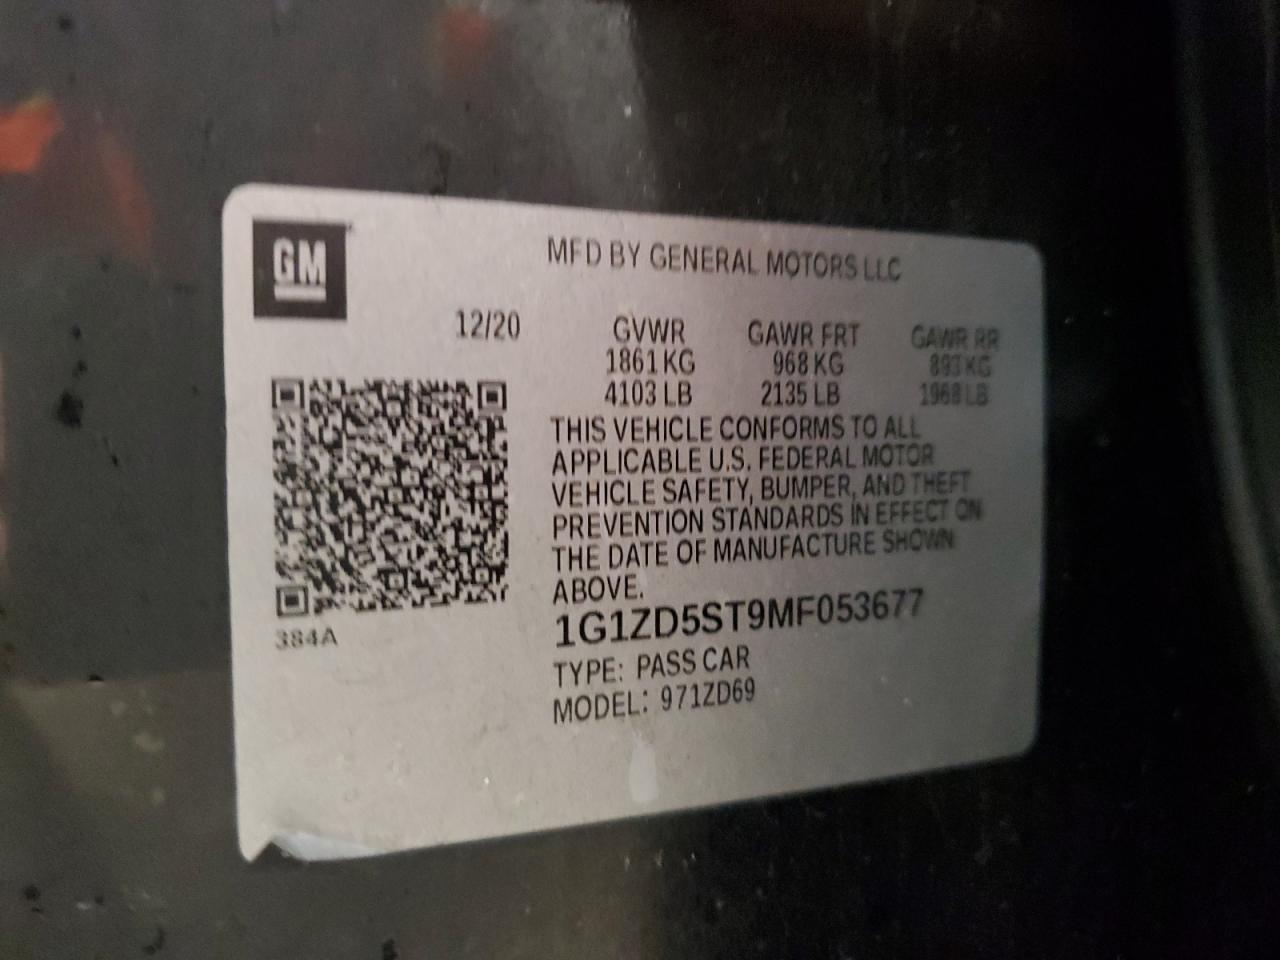 GM
MFD BY GENERAL MOTORS LLC
12/20
GVWR GAWR FRT GAWR RR
1861 KG 968 KG 893 KG
4103 LB 2135 LB 1968 LB
THIS VEHICLE CONFORMS TO ALL
APPLICABLE U.S. FEDERAL MOTOR
VEHICLE SAFETY, BUMPER, AND THEFT
PREVENTION STANDARDS IN EFFECT ON
THE DATE OF MANUFACTURE SHOWN
ABOVE.
1G1ZD5ST9MF053677
384A
TYPE: PASS CAR
MODEL: 971ZD69